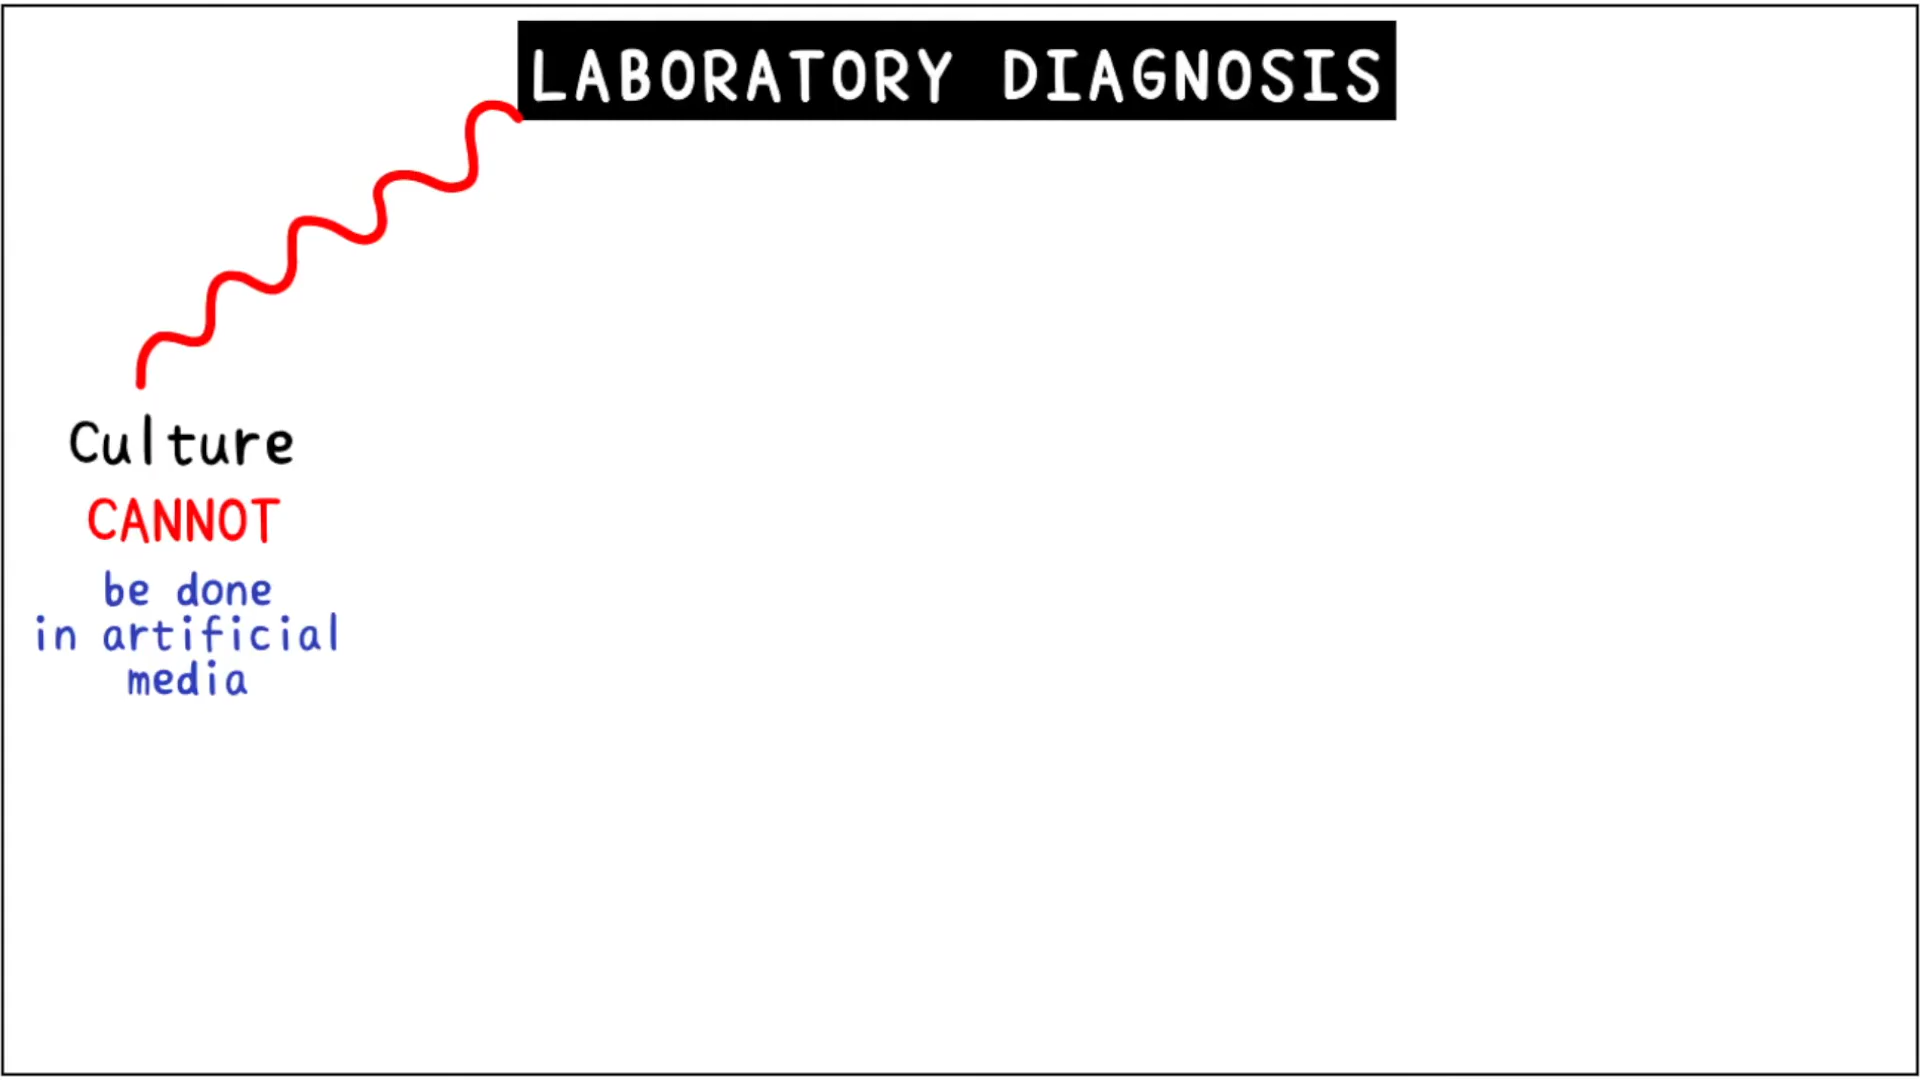 LABORATORY DIAGNOSIS
Culture
CANNOT
be done
in artificial
media